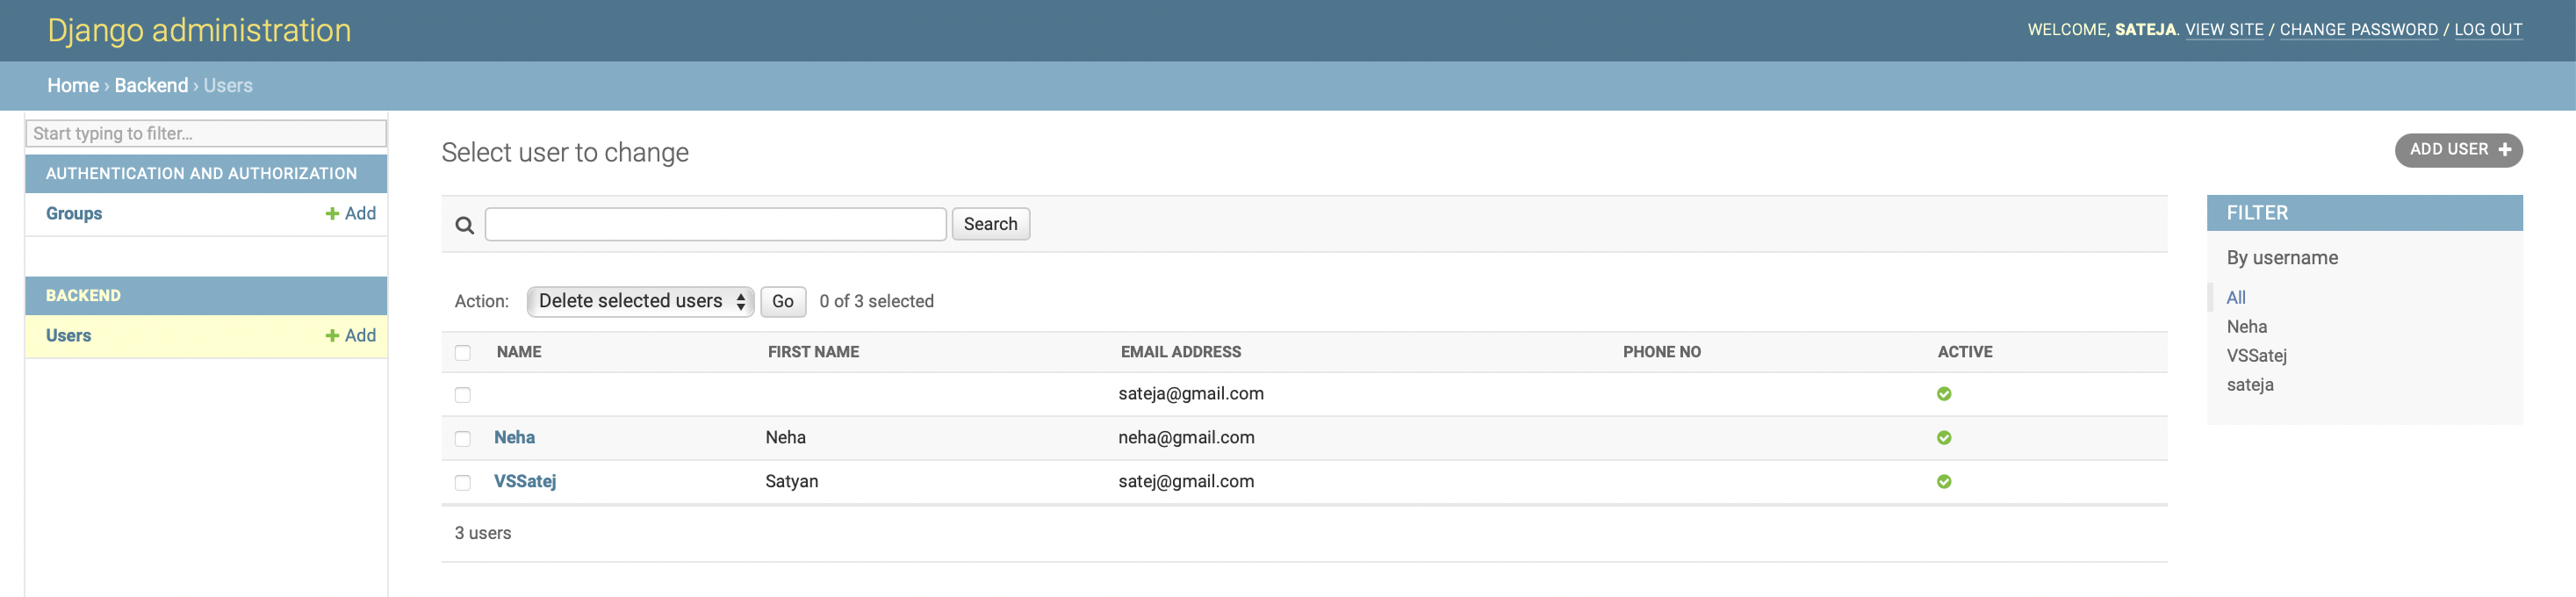 Django administration
WELCOME, SATEJA. VIEW SITE / CHANGE PASSWORD / LOG OUT
Home › Backend › Users
Start typing to filter...
AUTHENTICATION AND AUTHORIZATION
Groups + Add
BACKEND
Users + Add
Select user to change
ADD USER +
Search
Action: Delete selected users Go 0 of 3 selected
NAME FIRST NAME EMAIL ADDRESS PHONE NO ACTIVE
sateja@gmail.com
Neha Neha neha@gmail.com
VSSatej Satyan satej@gmail.com
3 users
FILTER
By username
All
Neha
VSSatej
sateja